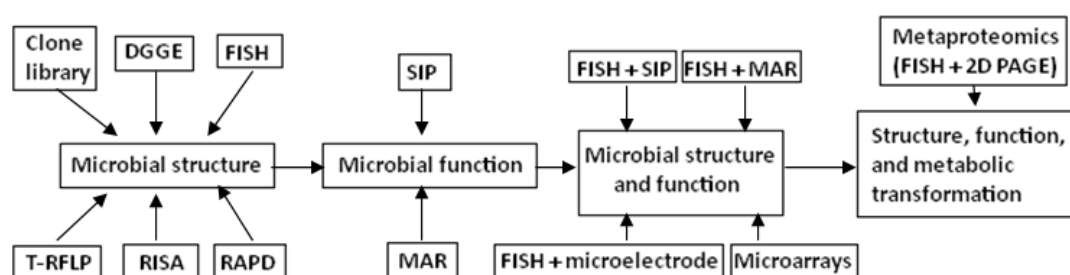 Clone
library
DGGE
FISH
SIP
FISH + SIP
FISH + MAR
Metaproteomics
(FISH + 2D PAGE)
Microbial structure
Microbial function
Microbial structure
and function
Structure, function,
and metabolic
transformation
T-RFLP
RISA
RAPD
MAR
FISH + microelectrode
Microarrays